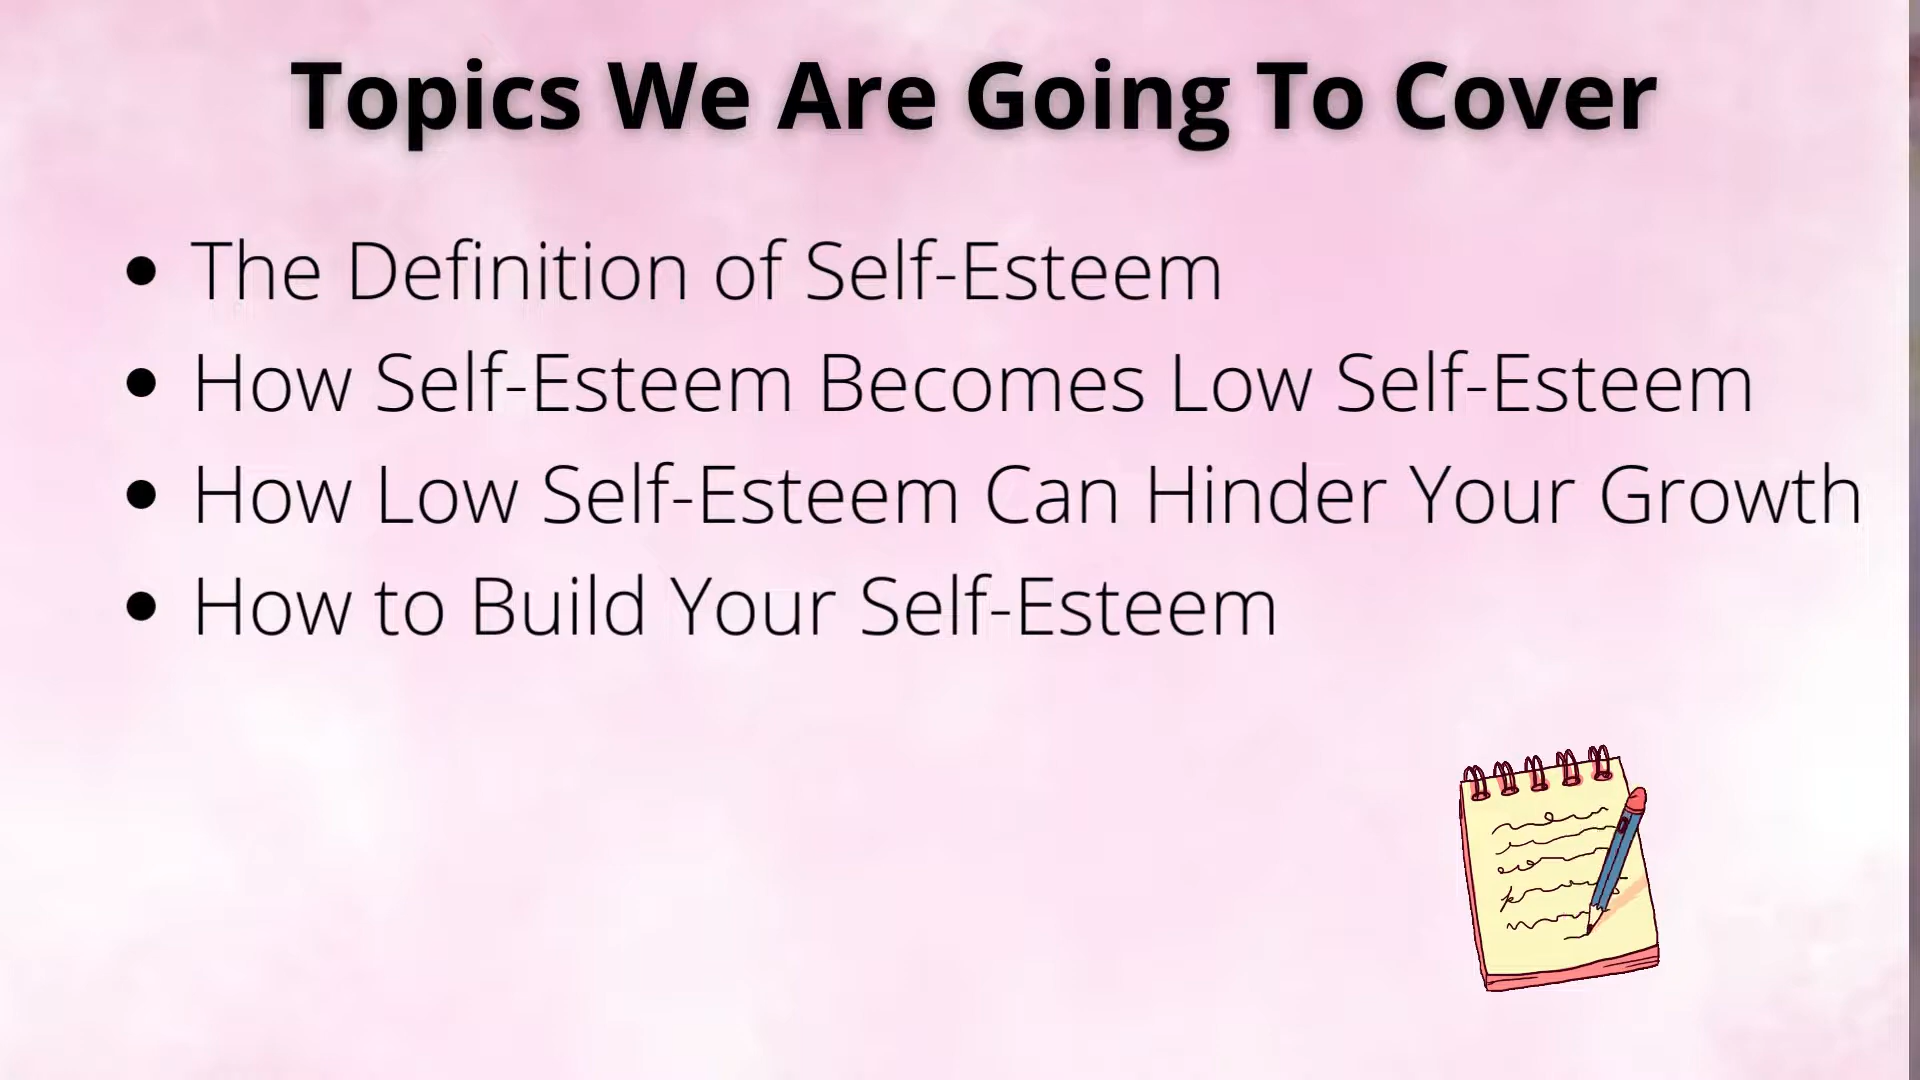 Topics We Are Going To Cover
• The Definition of Self-Esteem
• How Self-Esteem Becomes Low Self-Esteem
• How Low Self-Esteem Can Hinder Your Growth
• How to Build Your Self-Esteem